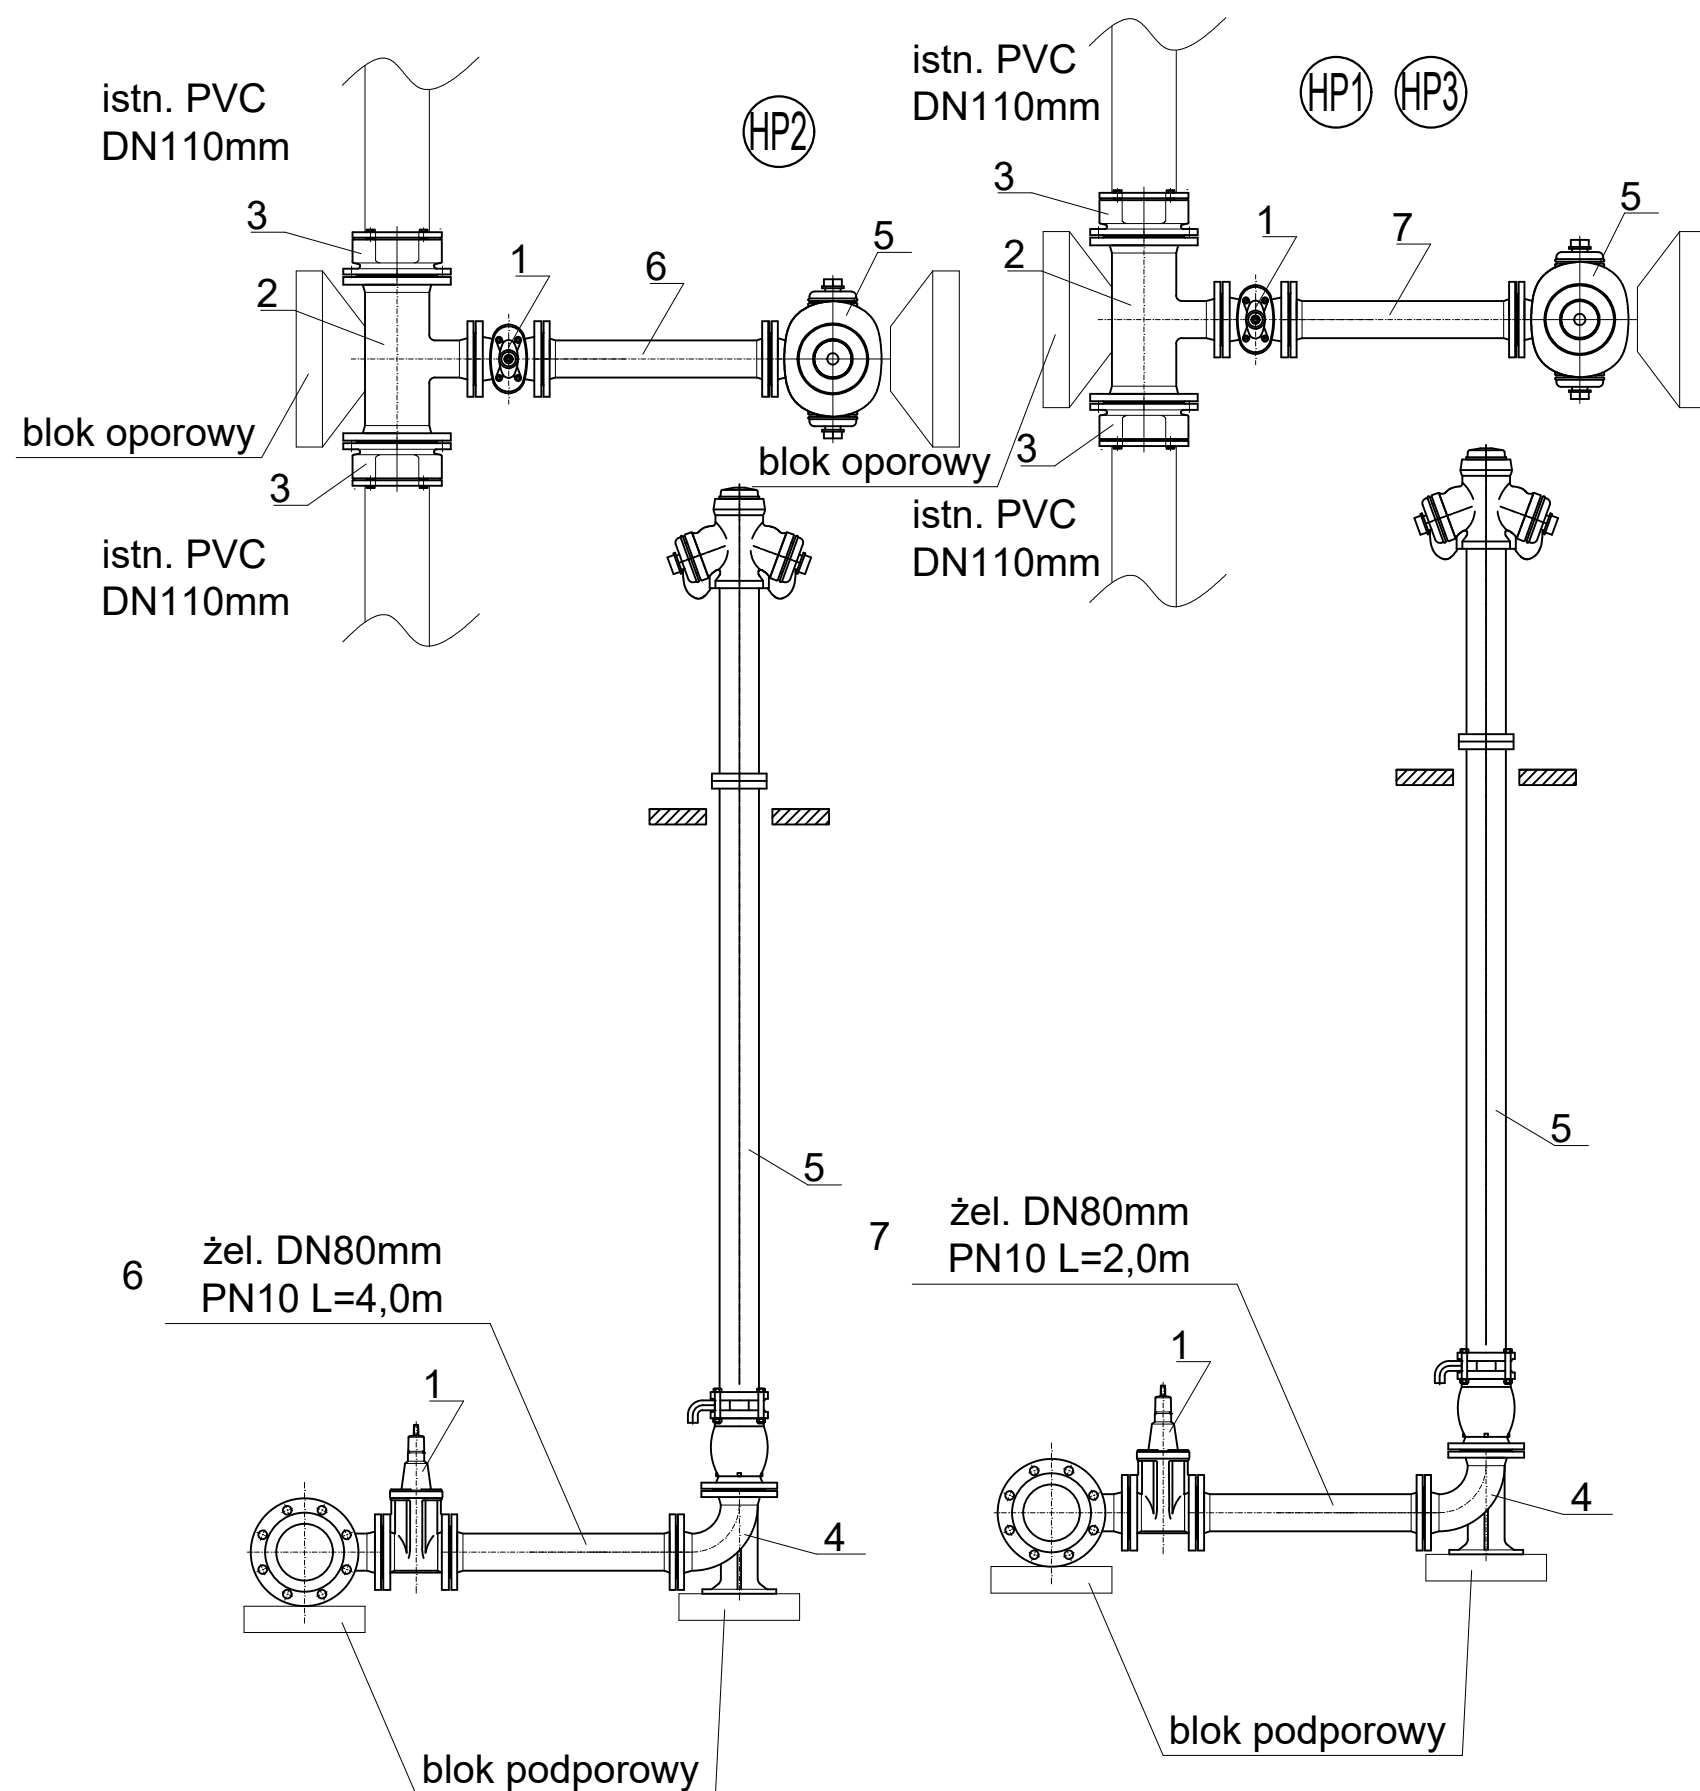 istn. PVC
DN110mm
HP2
3
1
6
5
2
blok oporowy
3
istn. PVC
DN110mm
5
6
żel. DN80mm
PN10 L=4,0m
1
4
blok podporowy
istn. PVC
DN110mm
HP1
HP3
3
1
7
5
2
blok oporowy
3
istn. PVC
DN110mm
5
7
żel. DN80mm
PN10 L=2,0m
1
4
blok podporowy